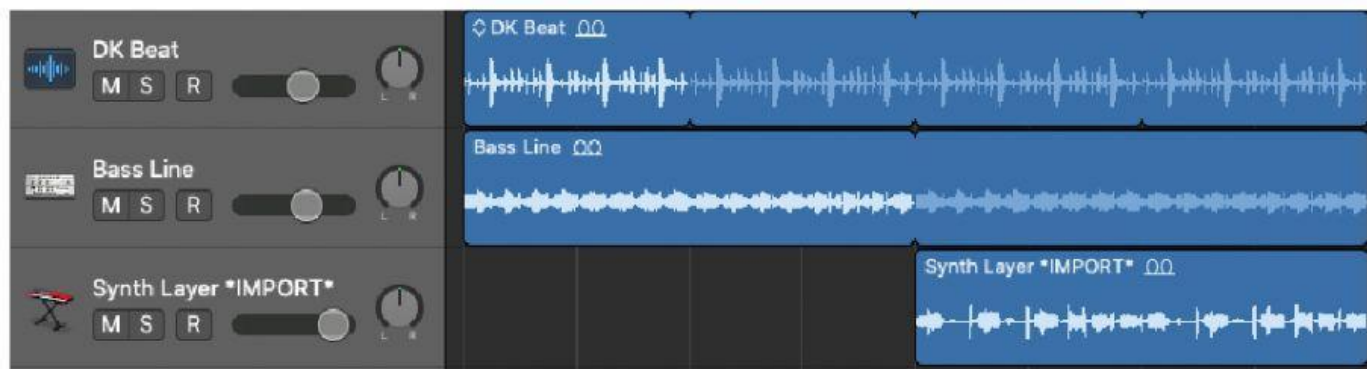 DK Beat
M S R
L R
DK Beat
Bass Line
M S R
L R
Bass Line
Synth Layer *IMPORT*
M S R
L R
Synth Layer *IMPORT*